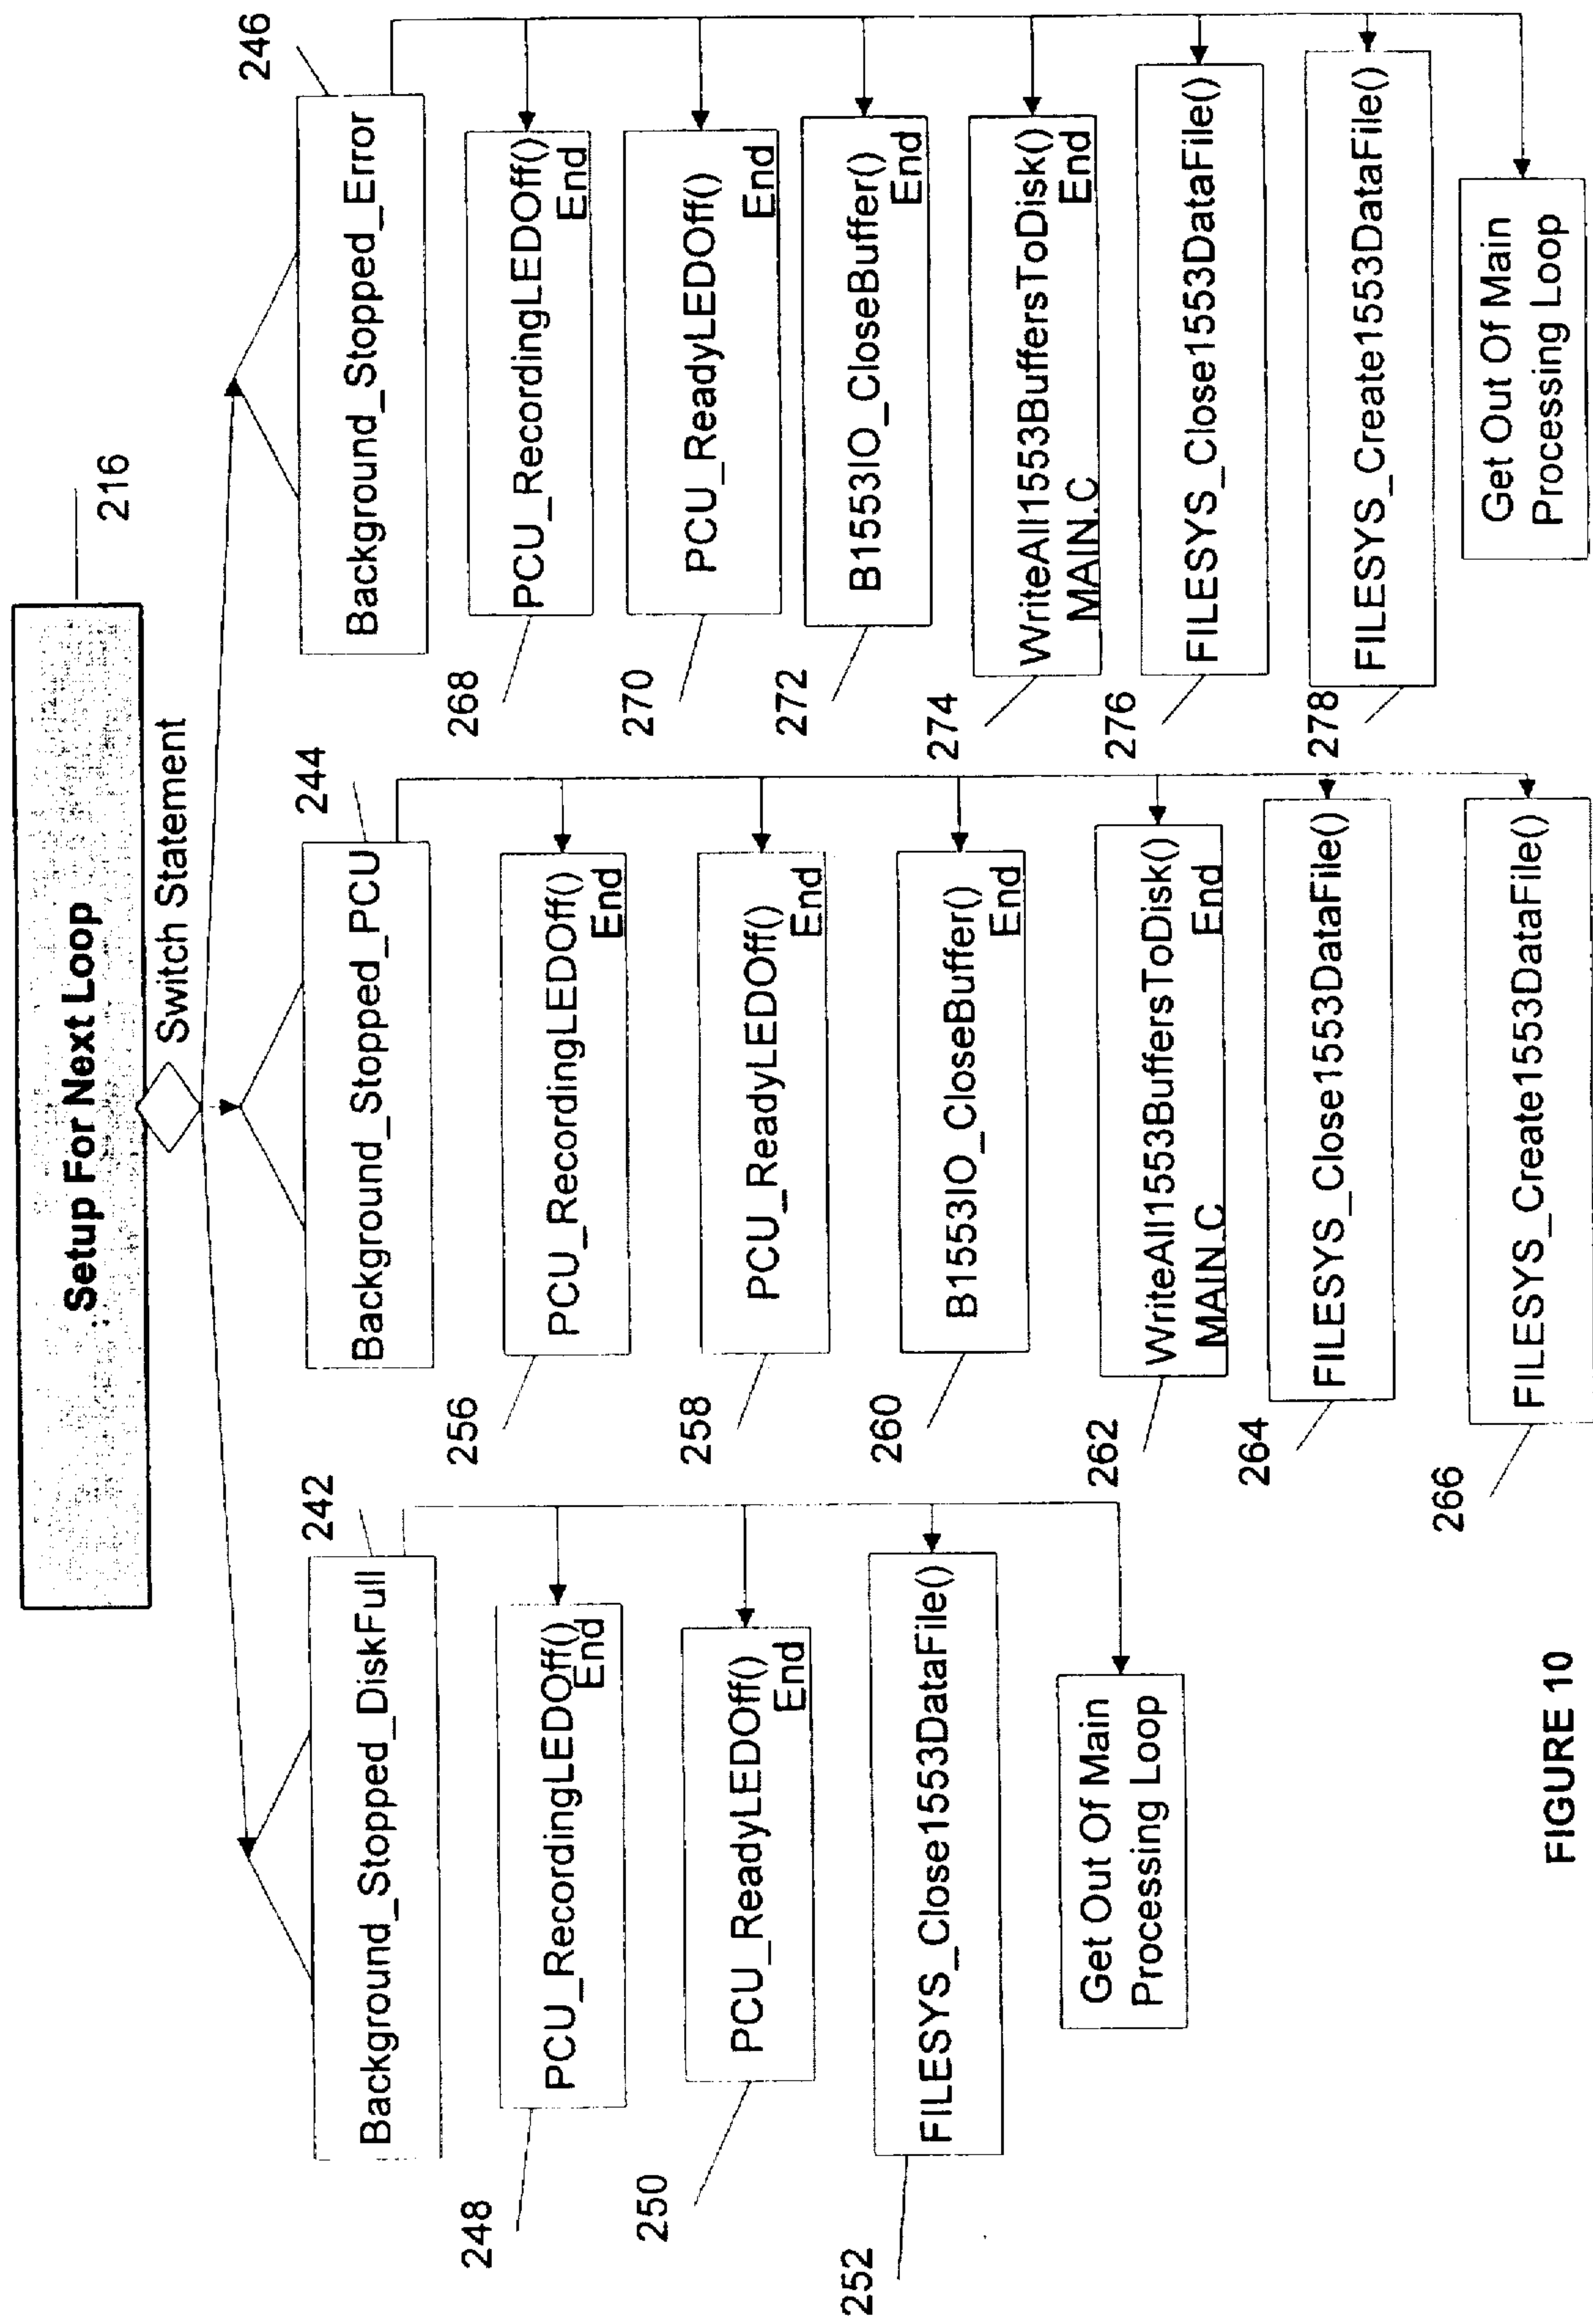 Setup For Next Loop
216
Switch Statement
242
Background_Stopped_DiskFull
248
PCU_RecordingLEDOff()
End
250
PCU_ReadyLEDOff()
End
252
FILESYS_Close1553DataFile()
Get Out Of Main
Processing Loop
244
Background_Stopped_PCU
256
PCU_RecordingLEDOff()
End
258
PCU_ReadyLEDOff()
End
260
B1553IO_CloseBuffer()
End
262
WriteAll1553BuffersToDisk()
MAIN.C End
264
FILESYS_Close1553DataFile()
266
FILESYS_Create1553DataFile()
246
Background_Stopped_Error
268
PCU_RecordingLEDOff()
End
270
PCU_ReadyLEDOff()
End
272
B1553IO_CloseBuffer()
End
274
WriteAll1553BuffersToDisk()
MAIN.C End
276
FILESYS_Close1553DataFile()
278
FILESYS_Create1553DataFile()
Get Out Of Main
Processing Loop
FIGURE 10